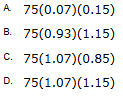 A. 75(0.07)(0.15)
B. 75(0.93)(1.15)
C. 75(1.07)(0.85)
D. 75(1.07)(1.15)